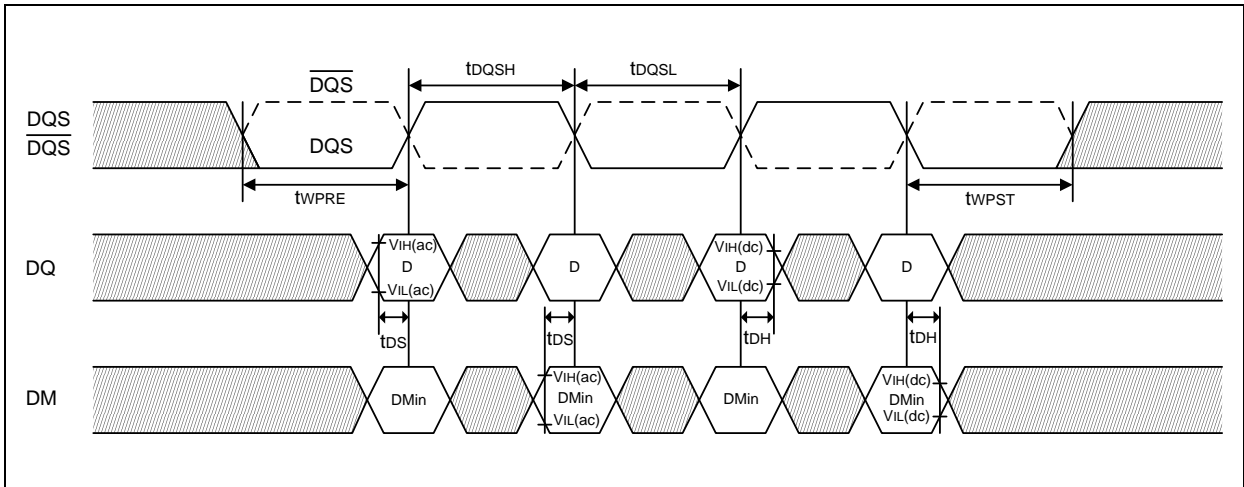 DQS
tDQSH
tDQSL
DQS
DQS
DQS
tWPRE
tWPST
DQ
VIH(ac)
D
VIL(ac)
D
VIH(dc)
D
VIL(dc)
D
tDS
tDS
tDH
tDH
DM
DMin
VIH(ac)
DMin
VIL(ac)
DMin
VIH(dc)
DMin
VIL(dc)